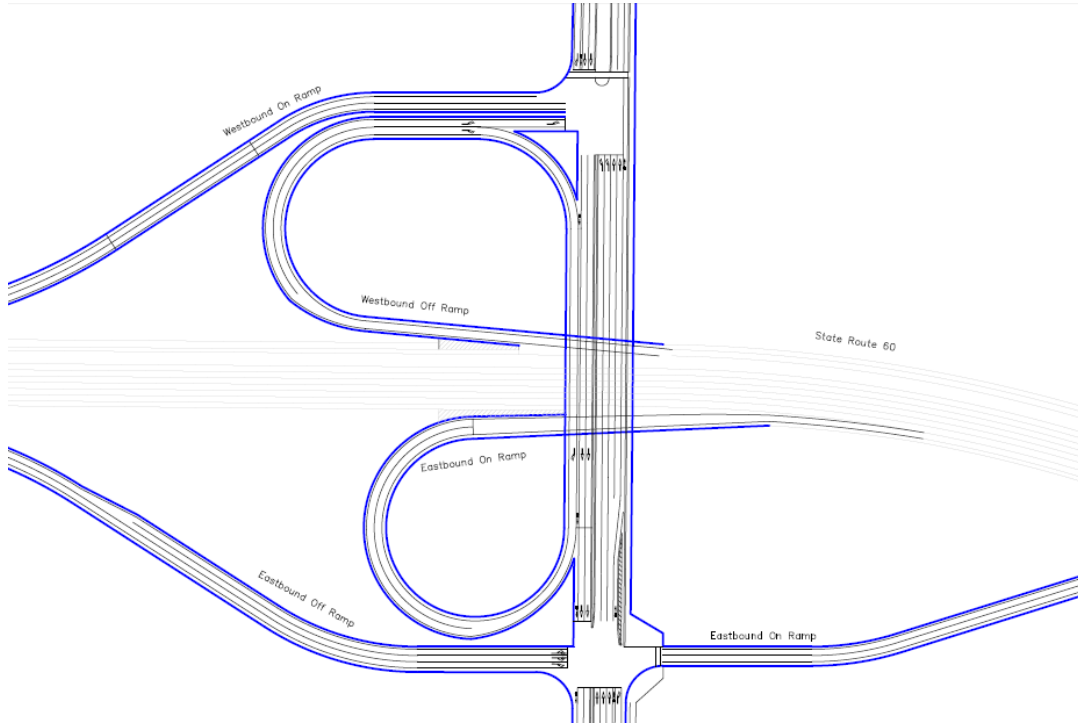 Westbound On Ramp
Westbound Off Ramp
State Route 60
Eastbound On Ramp
Eastbound Off Ramp
Eastbound On Ramp